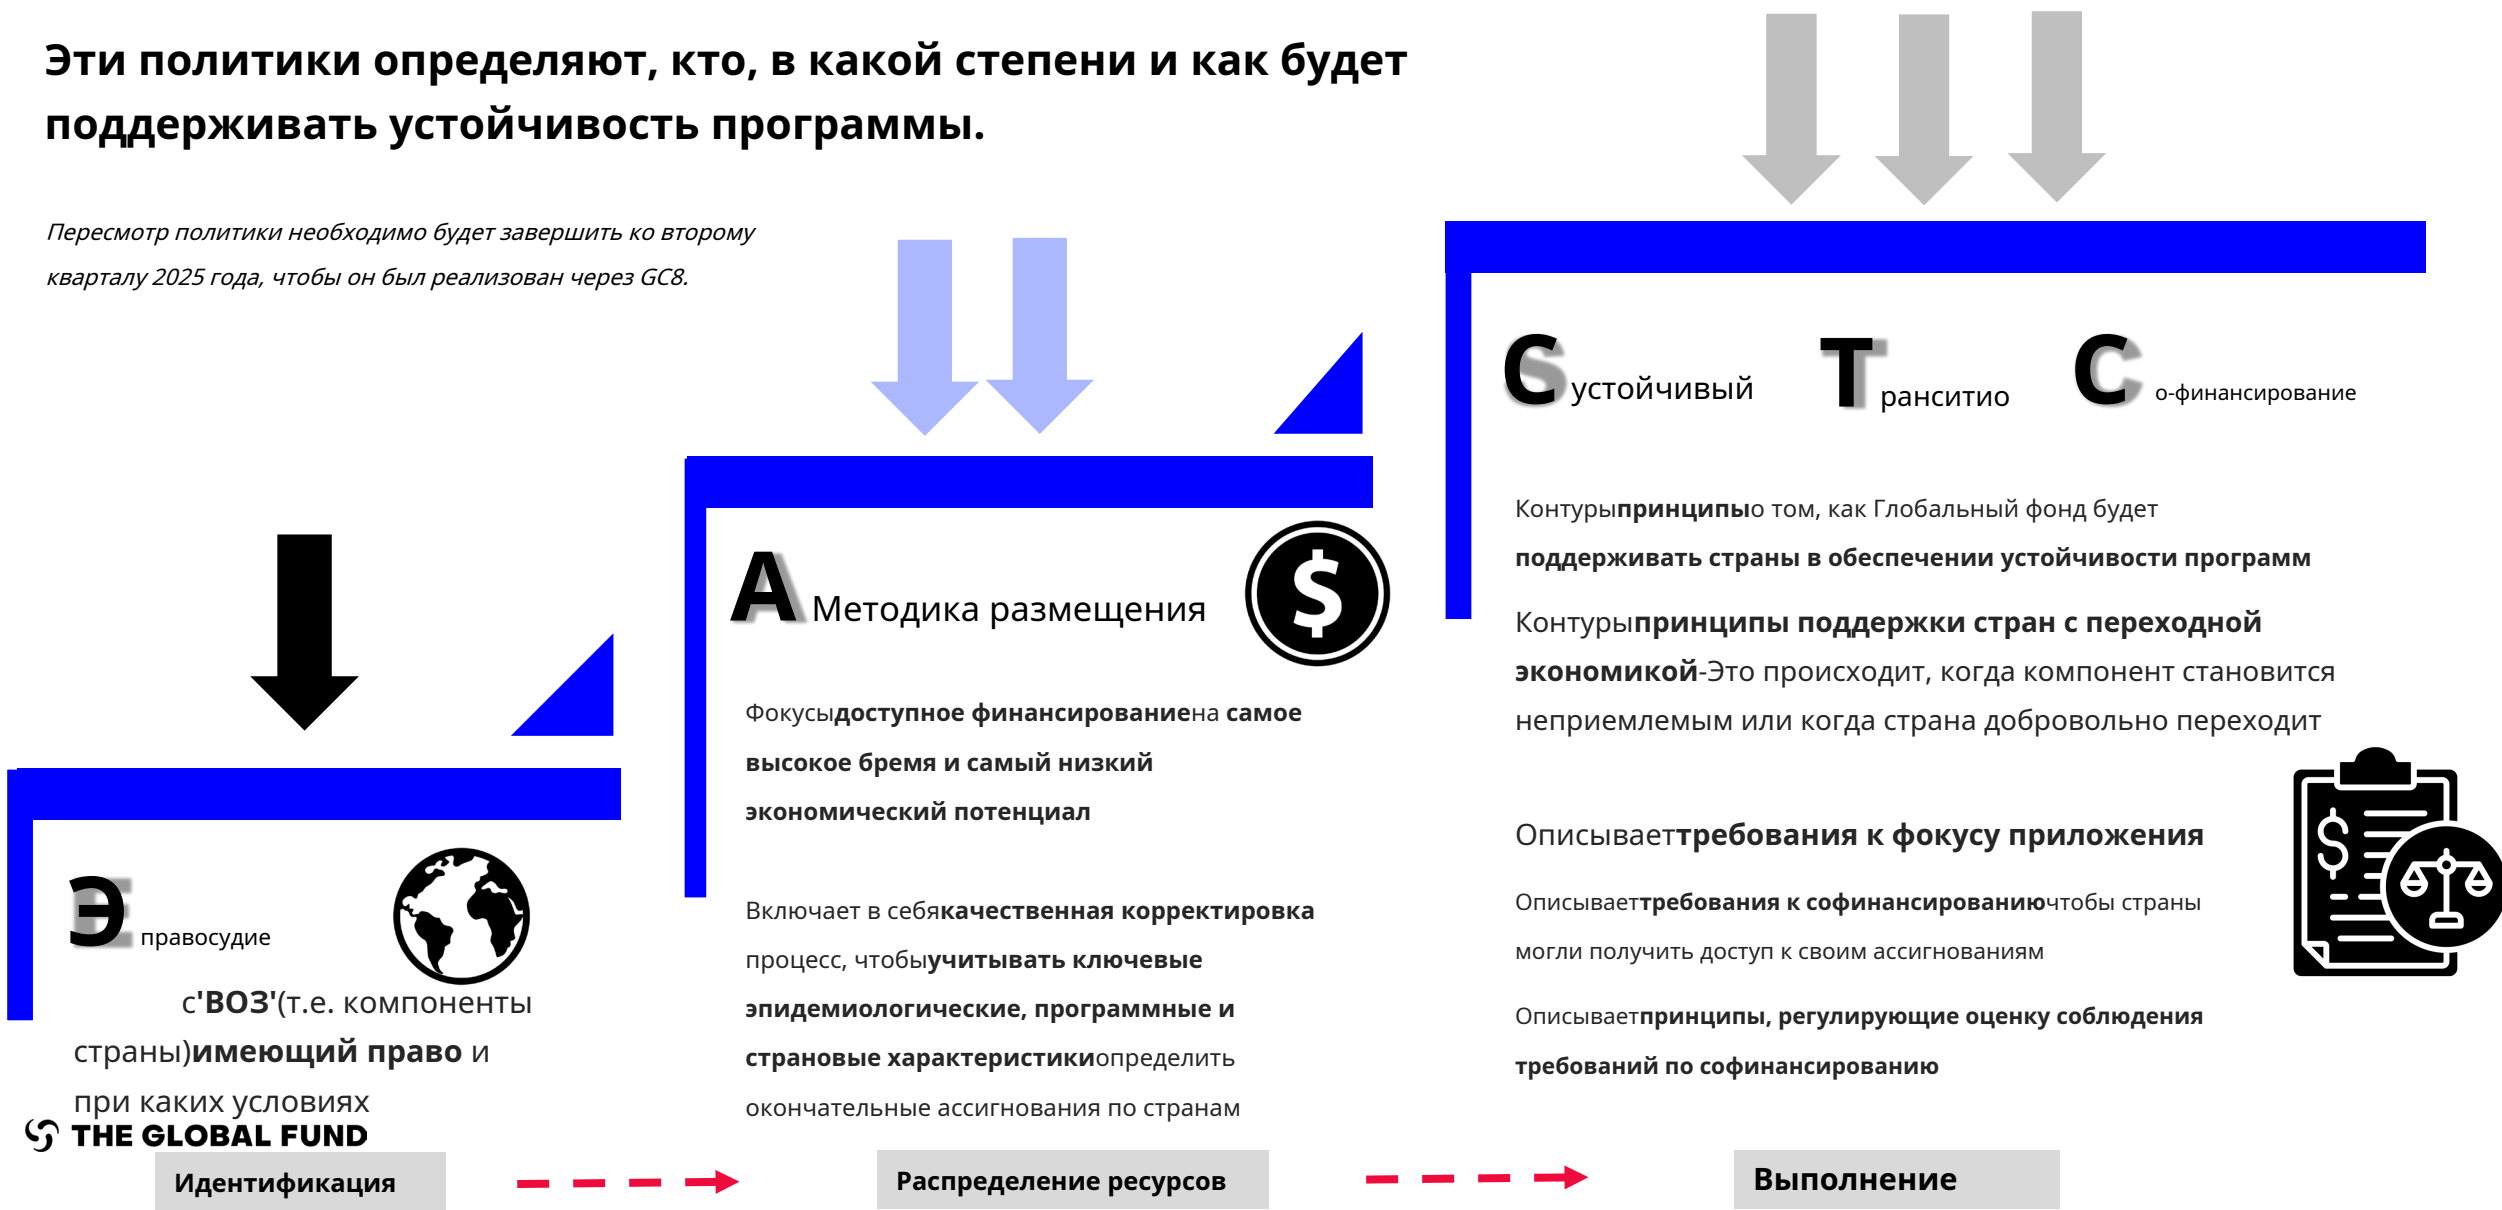 Эти политики определяют, кто, в какой степени и как будет
поддерживать устойчивость программы.
Пересмотр политики необходимо будет завершить ко второму
кварталу 2025 года, чтобы он был реализован через GC8.
Э правосудие
с'ВОЗ'(т.е. компоненты
страны)имеющий право и
при каких условиях
THE GLOBAL FUND
Идентификация
А Методика размещения
$
Фокусыдоступное финансированиена самое
высокое бремя и самый низкий
экономический потенциал
Включает в себякачественная корректировка
процесс, чтобыучитывать ключевые
эпидемиологические, программные и
страновые характеристикиопределить
окончательные ассигнования по странам
Распределение ресурсов
С устойчивый Т ранситио С о-финансирование
Контурыпринципыо том, как Глобальный фонд будет
поддерживать страны в обеспечении устойчивости программ
Контурыпринципы поддержки стран с переходной
экономикой-Это происходит, когда компонент становится
неприемлемым или когда страна добровольно переходит
Описываеттребования к фокусу приложения
Описываеттребования к софинансированиючтобы страны
могли получить доступ к своим ассигнованиям
Описываетпринципы, регулирующие оценку соблюдения
требований по софинансированию
$
Выполнение